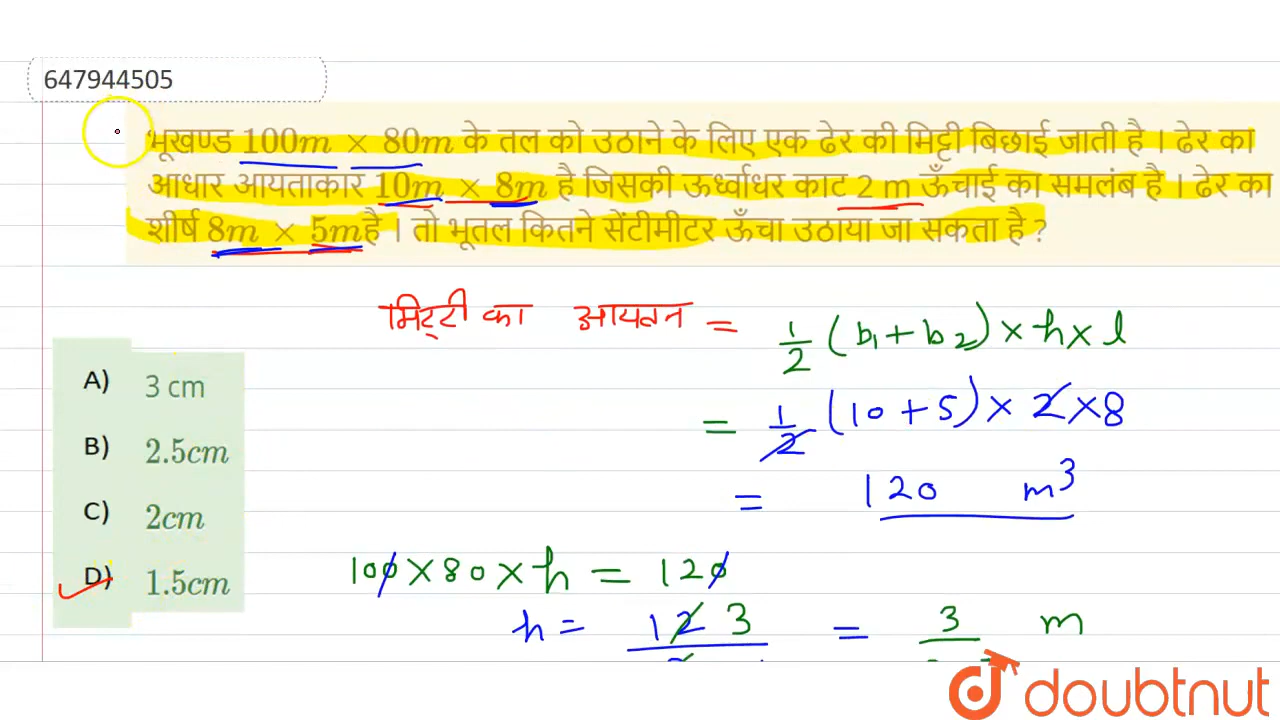 647944505
भूखण्ड 100m × 80m के तल को उठाने के लिए एक ढेर की मिट्टी बिछाई जाती है । ढेर का
आधार आयताकार 10m × 8m है जिसकी ऊर्ध्वाधर काट 2 m ऊँचाई का समलंब है । ढेर का
शीर्ष 8m × 5m है । तो भूतल कितने सेंटीमीटर ऊँचा उठाया जा सकता है ?
मिट्टी का आयतन = 1/2 (b₁ + b₂) × h × l
= 1/2 (10 + 5) × 2 × 8
= 120 m³
A) 3 cm
B) 2.5cm
C) 2cm
D) 1.5cm
100 × 80 × h = 120
h = 12 3 = 3 m
doubtnut